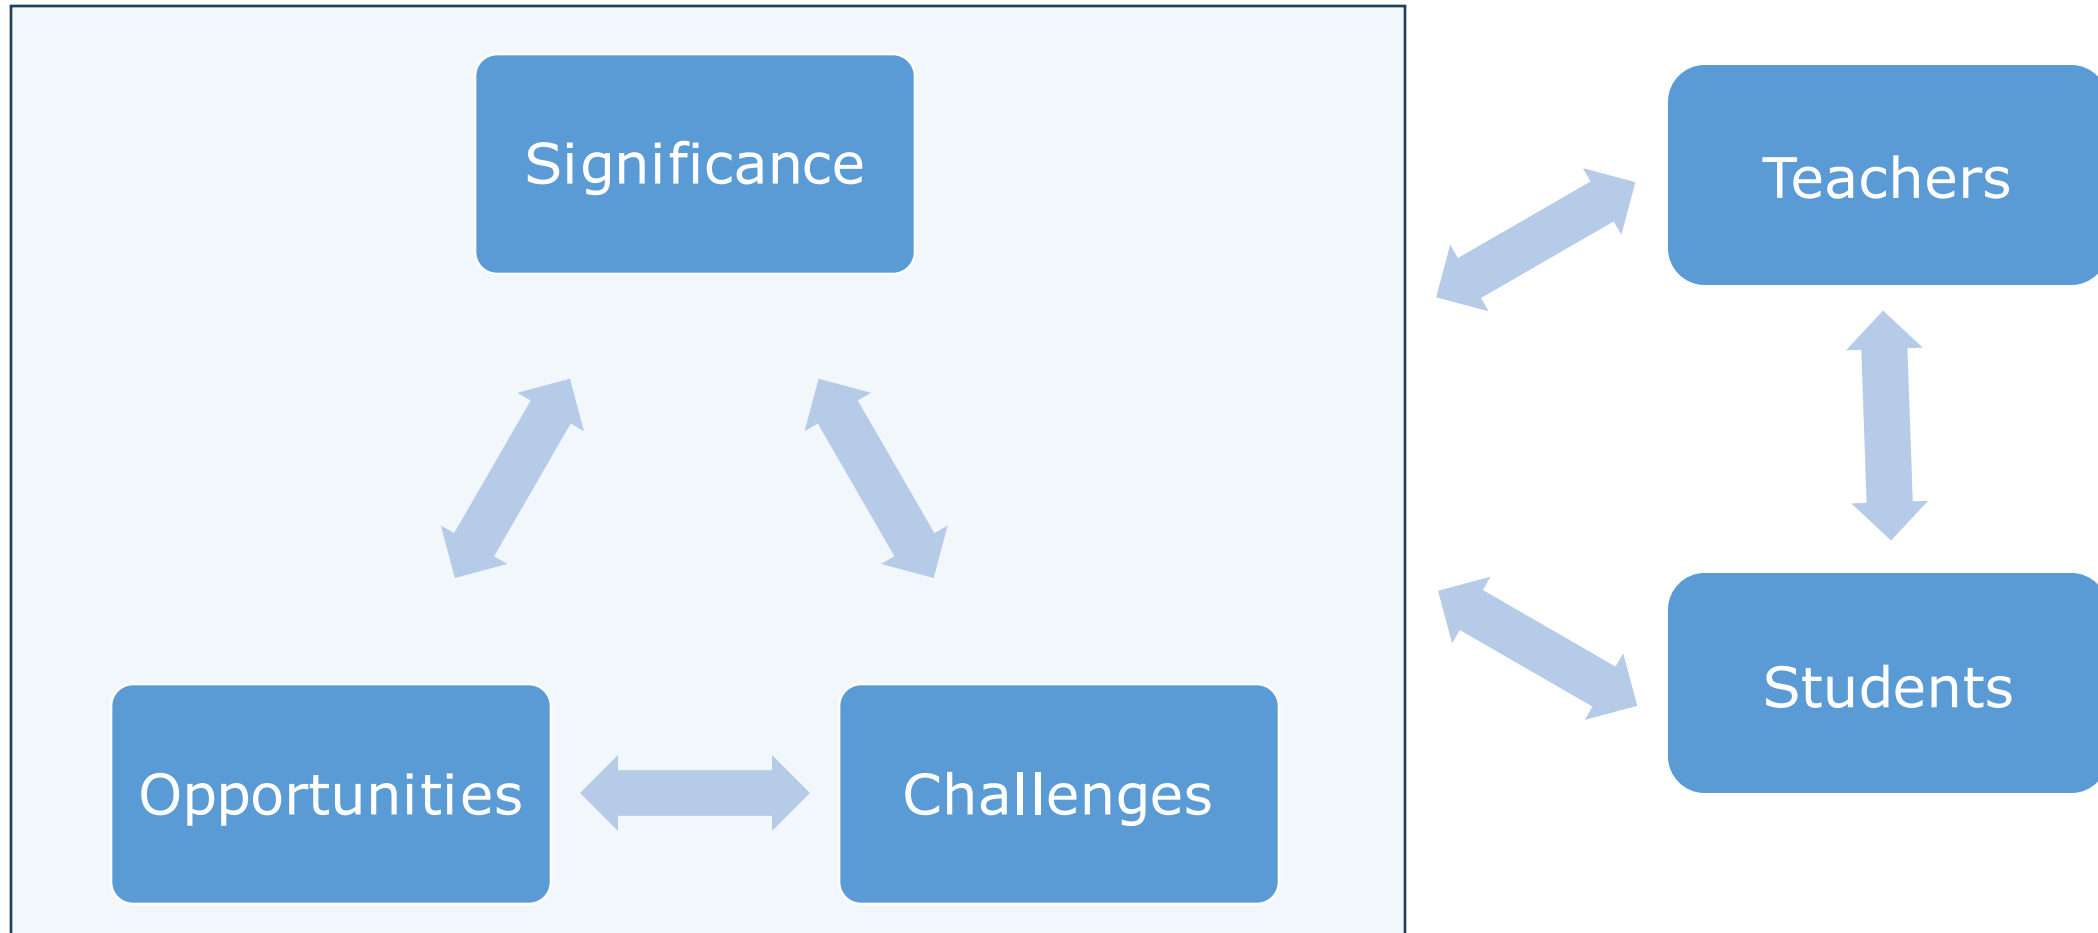 Significance
Teachers
Opportunities
Challenges
Students